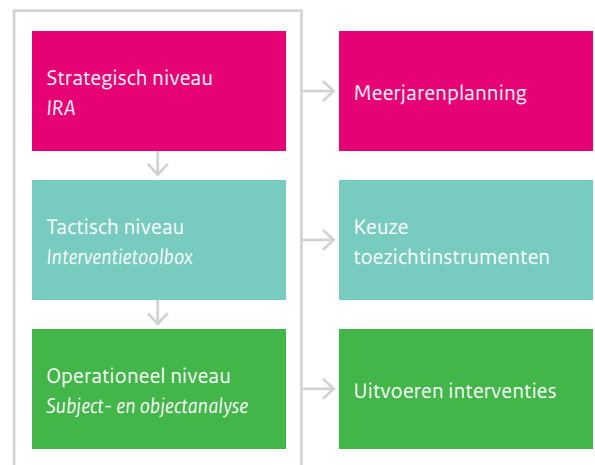 Strategisch niveau
IRA
Meerjarenplanning
Tactisch niveau
Interventietoolbox
Keuze
toezichtinstrumenten
Operationeel niveau
Subject- en objectanalyse
Uitvoeren interventies